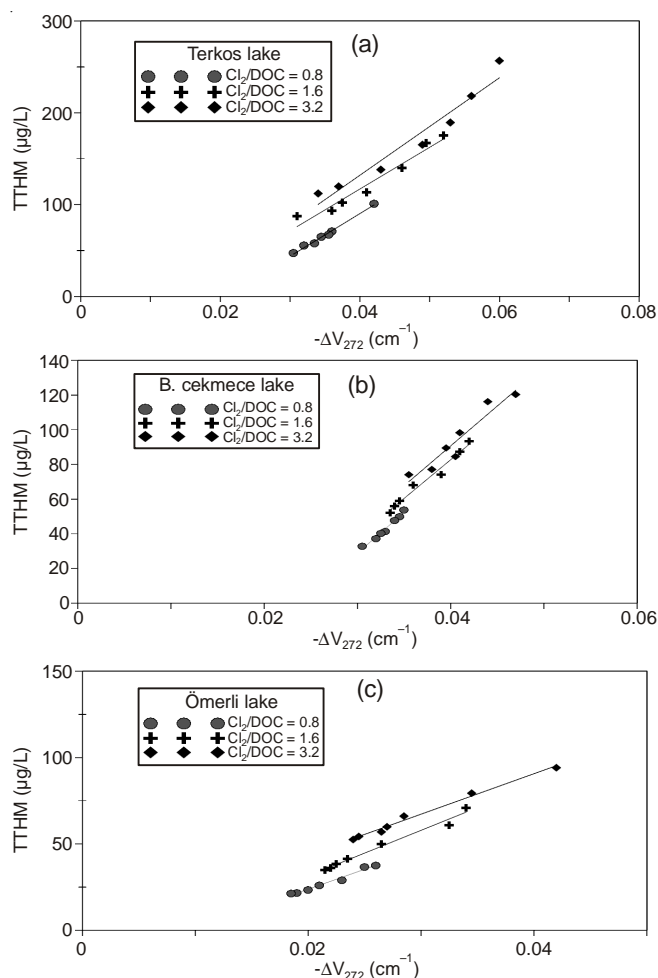 (a)
Terkos lake
Cl₂/DOC = 0.8
Cl₂/DOC = 1.6
Cl₂/DOC = 3.2
TTHM (µg/L)
300
200
100
0
0 0.02 0.04 0.06 0.08
-ΔV₂₇₂ (cm⁻¹)
(b)
B. cekmece lake
Cl₂/DOC = 0.8
Cl₂/DOC = 1.6
Cl₂/DOC = 3.2
TTHM (µg/L)
140
120
100
80
60
40
20
0
0 0.02 0.04 0.06
-ΔV₂₇₂ (cm⁻¹)
(c)
Ömerli lake
Cl₂/DOC = 0.8
Cl₂/DOC = 1.6
Cl₂/DOC = 3.2
TTHM (µg/L)
150
100
50
0
0 0.02 0.04
-ΔV₂₇₂ (cm⁻¹)